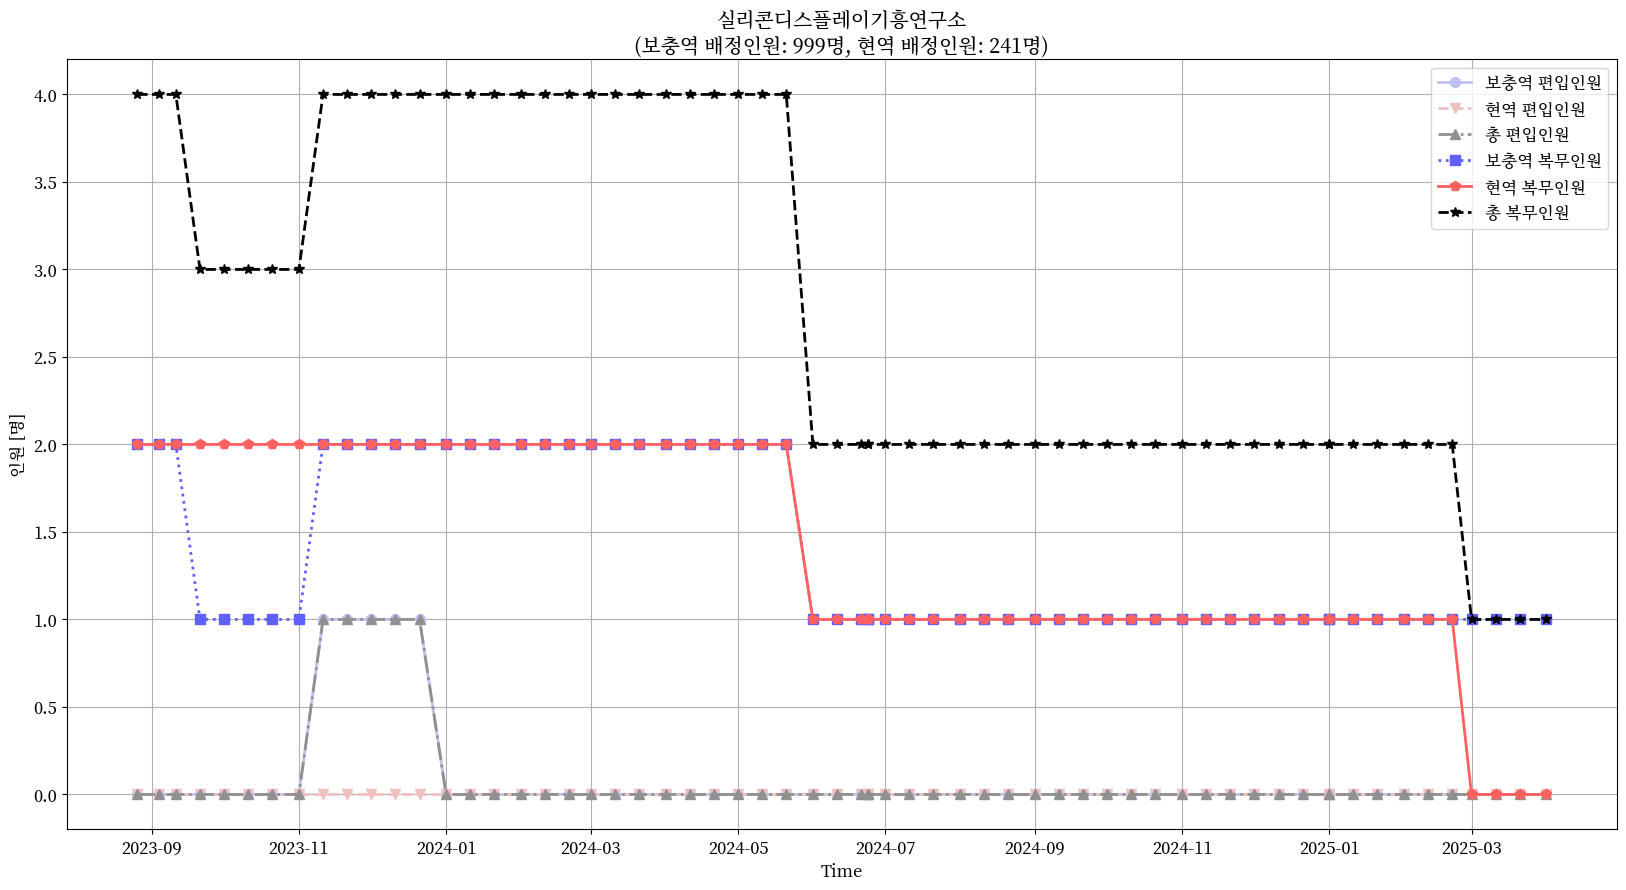 실리콘디스플레이기흥연구소
(보충역 배정인원: 999명, 현역 배정인원: 241명)
보충역 편입인원
현역 편입인원
총 편입인원
보충역 복무인원
현역 복무인원
총 복무인원
인원 [명]
4.0
3.5
3.0
2.5
2.0
1.5
1.0
0.5
0.0
2023-09 2023-11 2024-01 2024-03 2024-05 2024-07 2024-09 2024-11 2025-01 2025-03
Time